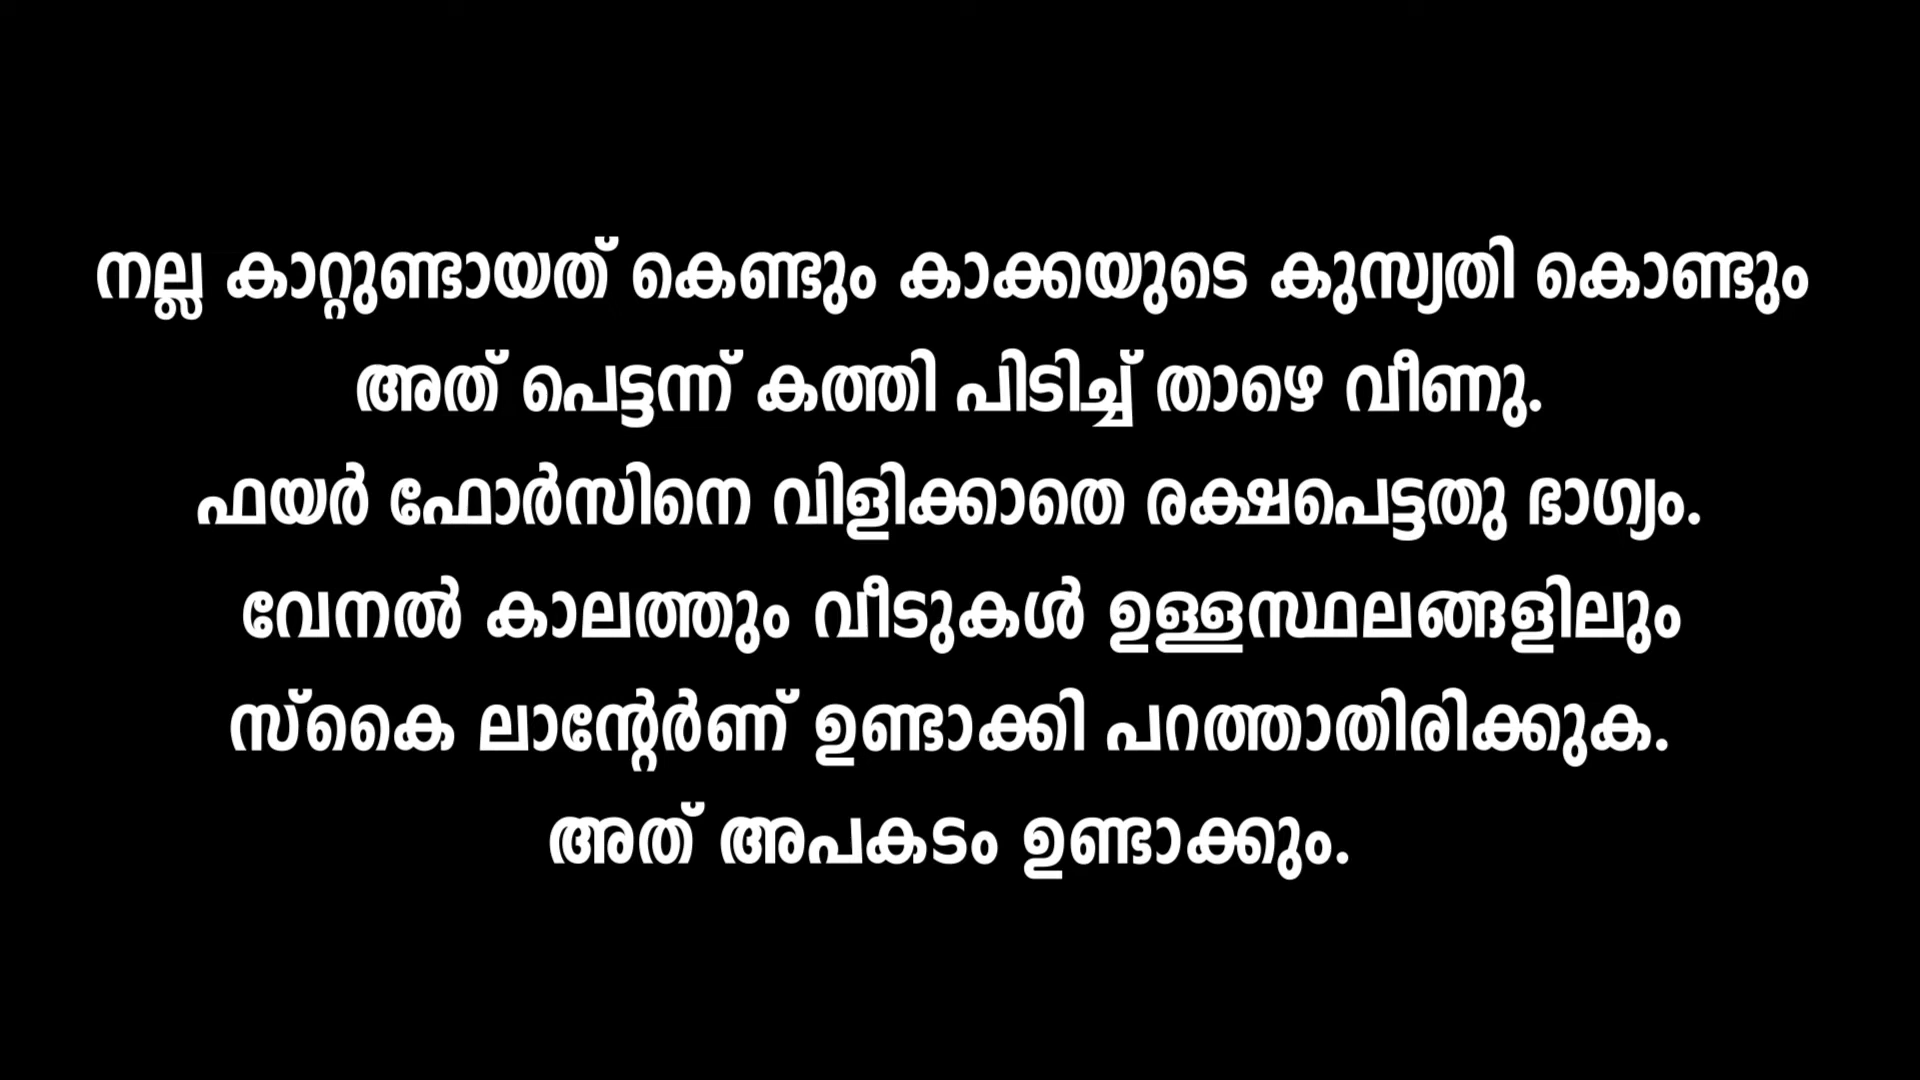 നല്ല കാറ്റുണ്ടായത് കെണ്ടും കാക്കയുടെ കുസ്യതി കൊണ്ടും
അത് പെട്ടന്ന് കത്തി പിടിച്ച് താഴെ വീണു.
ഫയർ ഫോർസിനെ വിളിക്കാതെ രക്ഷപെട്ടതു ഭാഗ്യം.
വേനൽ കാലത്തും വീടുകൾ ഉള്ളസ്ഥലങ്ങളിലും
സ്കൈ ലാന്റേർണ് ഉണ്ടാക്കി പറത്താതിരിക്കുക.
അത് അപകടം ഉണ്ടാക്കും.